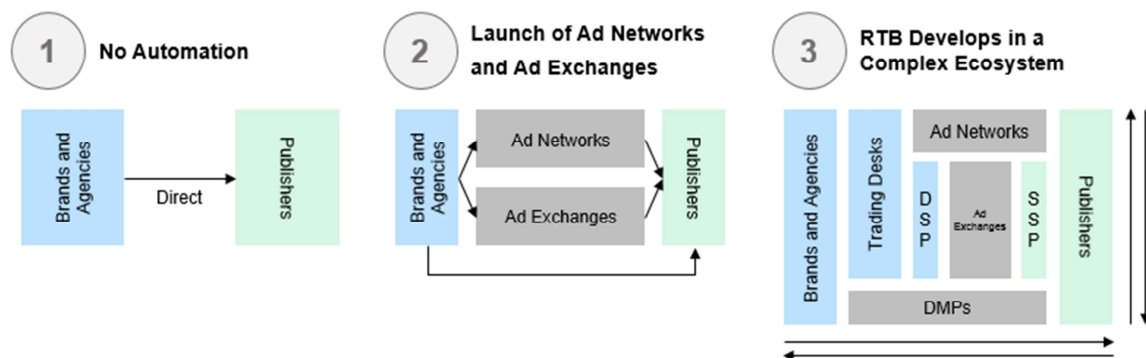 1
No Automation
Brands and
Agencies
Direct
Publishers
2
Launch of Ad Networks
and Ad Exchanges
Brands and
Agencies
Ad Networks
Ad Exchanges
Publishers
3
RTB Develops in a
Complex Ecosystem
Brands and Agencies
Trading Desks
Ad Networks
DSP
Ad
Exchanges
SSP
DMPs
Publishers